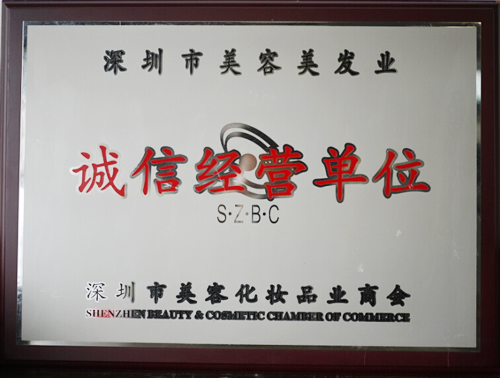 深圳市美容美发业
诚信经营单位
S·Z·B·C
深圳市美容化妆品业商会
SHENZHEN BEAUTY & COSMETIC CHAMBER OF COMMERCE